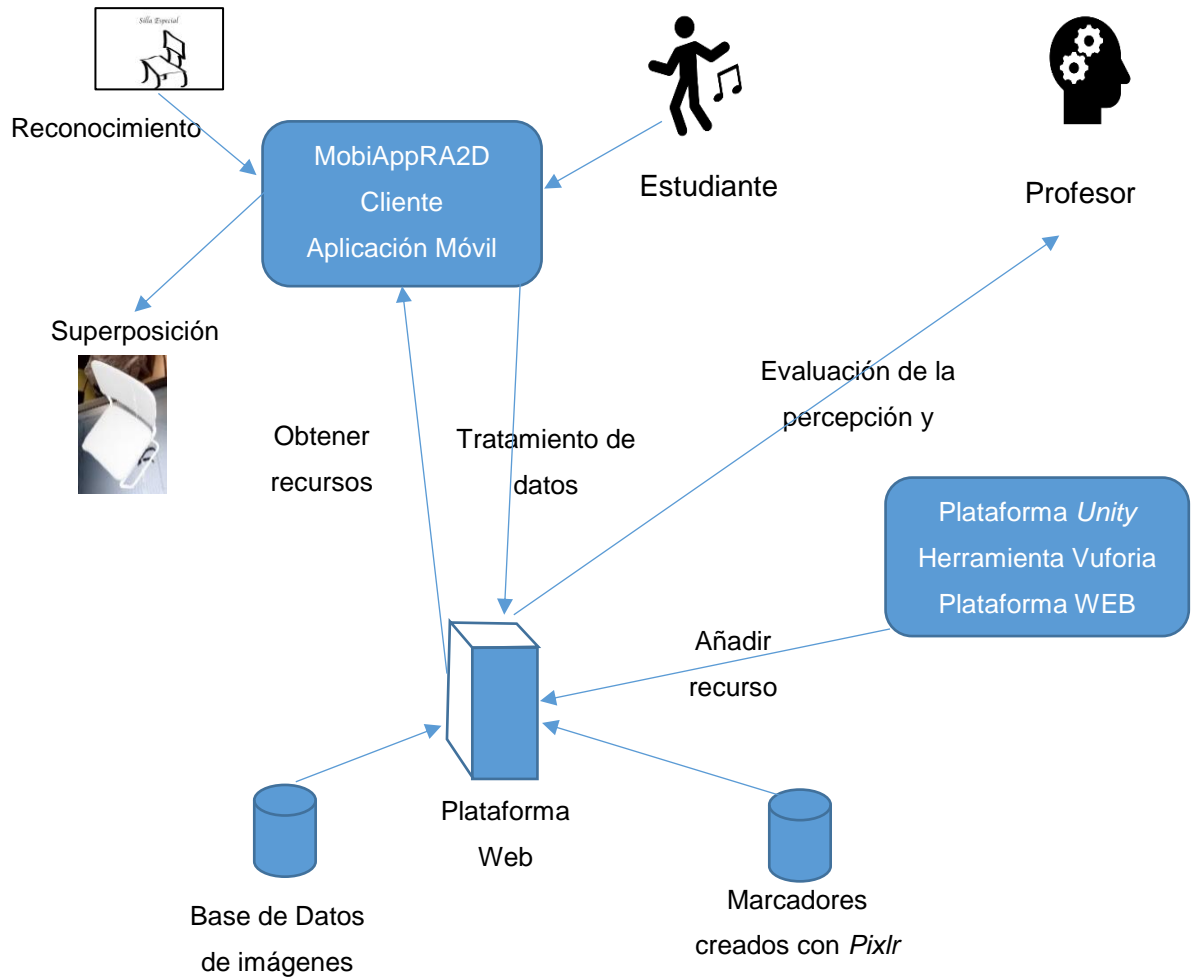 Silla Especial
Reconocimiento
MobiAppRA2D
Cliente
Aplicación Móvil
Estudiante
Profesor
Superposición
Evaluación de la
percepción y
Obtener
recursos
Tratamiento de
datos
Plataforma Unity
Herramienta Vuforia
Plataforma WEB
Añadir
recurso
Plataforma
Web
Base de Datos
de imágenes
Marcadores
creados con Pixlr